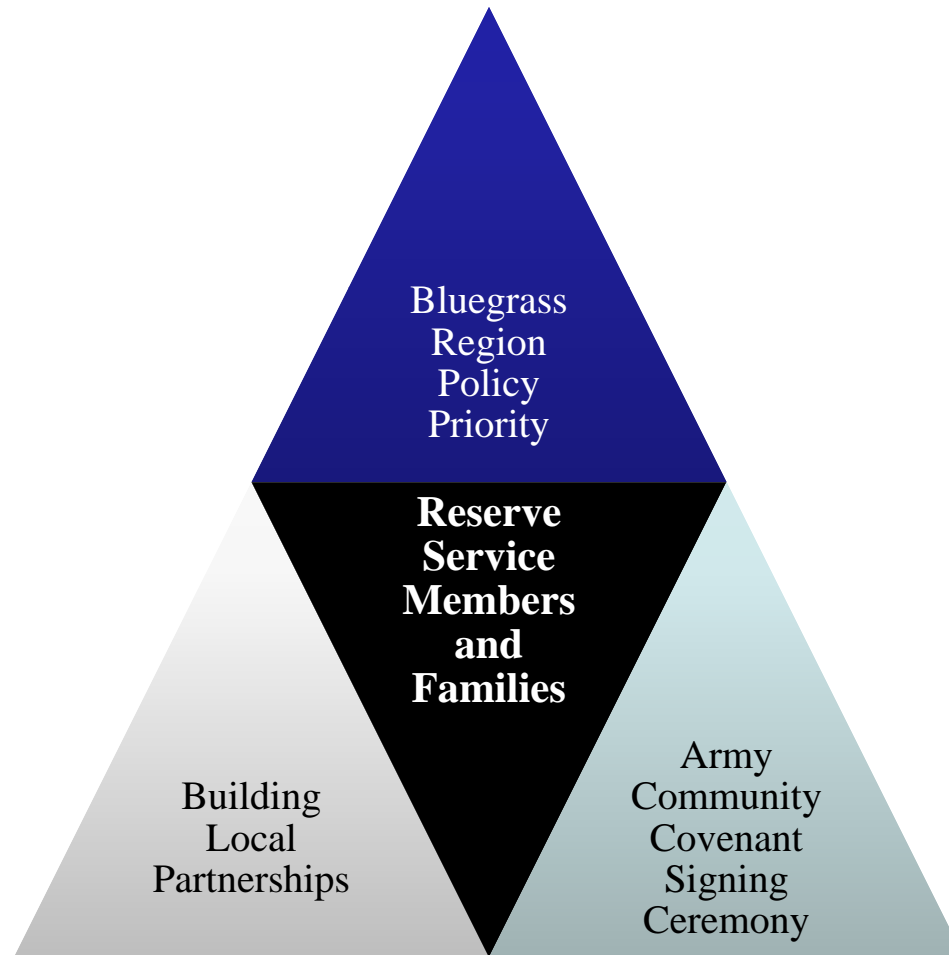 Bluegrass
Region
Policy
Priority
Reserve
Service
Members
and
Families
Building
Local
Partnerships
Army
Community
Covenant
Signing
Ceremony